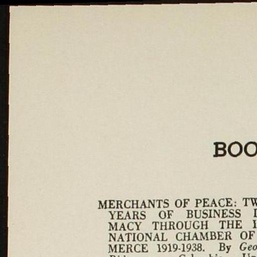 BOO
MERCHANTS OF PEACE: TW
YEARS OF BUSINESS D
MACY THROUGH THE I
NATIONAL CHAMBER OF
MERCE 1919-1938. By Geo